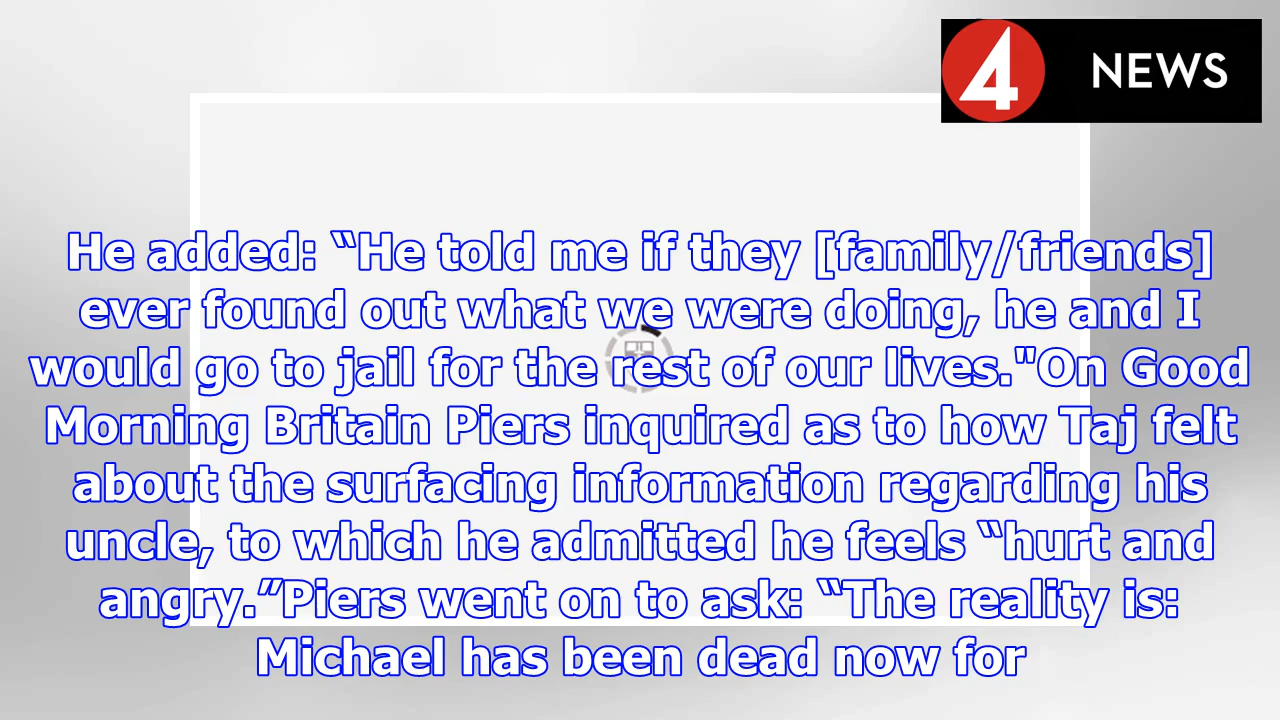 4 NEWS
He added: “He told me if they [family/friends]
ever found out what we were doing, he and I
would go to jail for the rest of our lives."On Good
Morning Britain Piers inquired as to how Taj felt
about the surfacing information regarding his
uncle, to which he admitted he feels “hurt and
angry.”Piers went on to ask: “The reality is:
Michael has been dead now for